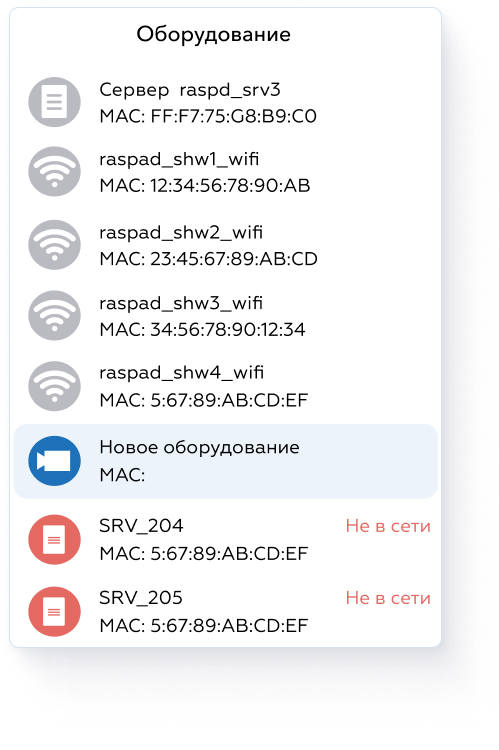 Оборудование
Сервер raspd_srv3
MAC: FF:F7:75:G8:B9:C0
raspad_shw1_wifi
MAC: 12:34:56:78:90:AB
raspad_shw2_wifi
MAC: 23:45:67:89:AB:CD
raspad_shw3_wifi
MAC: 34:56:78:90:12:34
raspad_shw4_wifi
MAC: 5:67:89:AB:CD:EF
Новое оборудование
MAC:
SRV_204 Не в сети
MAC: 5:67:89:AB:CD:EF
SRV_205 Не в сети
MAC: 5:67:89:AB:CD:EF